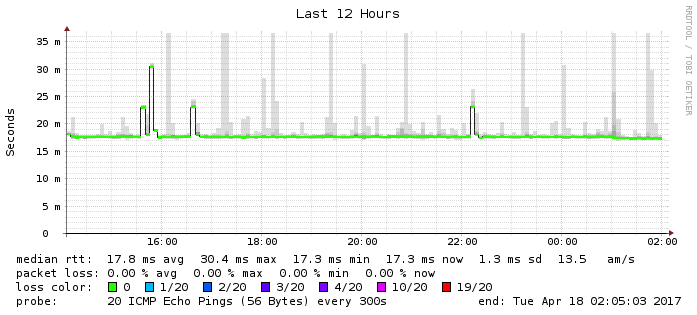 Last 12 Hours
RRDTOOL / TOBI OETIKER
Seconds
35 m
30 m
25 m
20 m
15 m
10 m
5 m
0
16:00 18:00 20:00 22:00 00:00 02:00
median rtt: 17.8 ms avg 30.4 ms max 17.3 ms min 17.3 ms now 1.3 ms sd 13.5 am/s
packet loss: 0.00 % avg 0.00 % max 0.00 % min 0.00 % now
loss color: 0 1/20 2/20 3/20 4/20 10/20 19/20
probe: 20 ICMP Echo Pings (56 Bytes) every 300s end: Tue Apr 18 02:05:03 2017